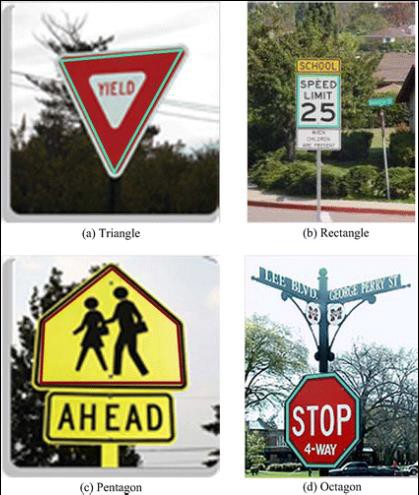 YIELD
(a) Triangle
SCHOOL
SPEED
LIMIT
25
WHEN
CHILDREN
ARE PRESENT
(b) Rectangle
AHEAD
(c) Pentagon
LEE BLVD
GEORGE PERRY ST
STOP
4-WAY
(d) Octagon